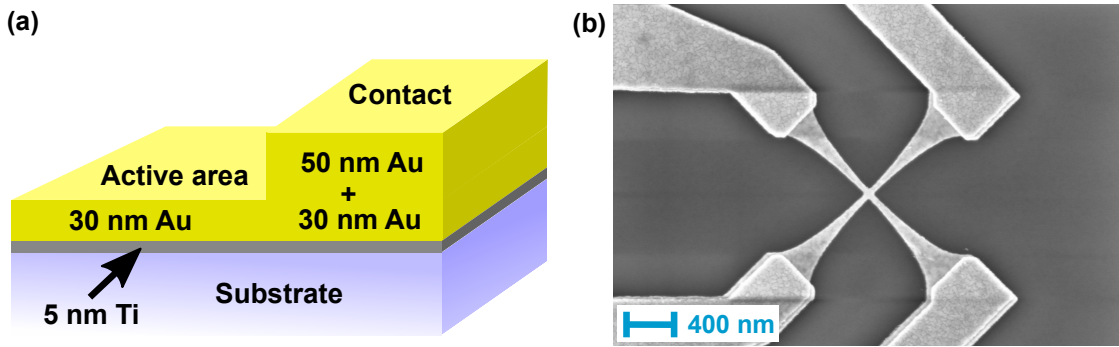 (a)
Contact
Active area
50 nm Au
+
30 nm Au
30 nm Au
Substrate
5 nm Ti
(b)
400 nm